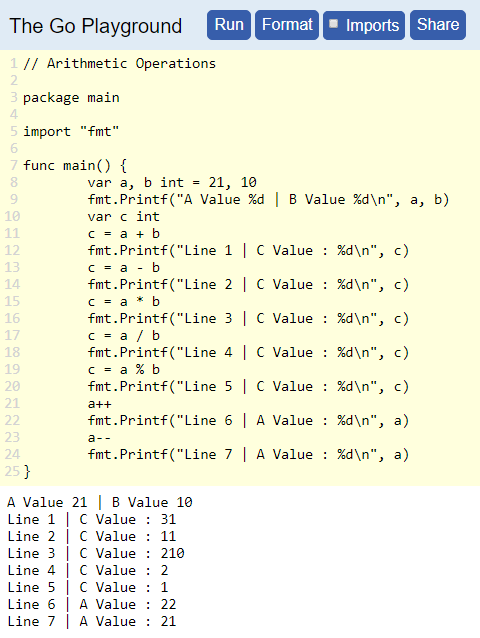 The Go Playground Run Format Imports Share
1 // Arithmetic Operations
2
3 package main
4
5 import "fmt"
6
7 func main() {
8 var a, b int = 21, 10
9 fmt.Printf("A Value %d | B Value %d\n", a, b)
10 var c int
11 c = a + b
12 fmt.Printf("Line 1 | C Value : %d\n", c)
13 c = a - b
14 fmt.Printf("Line 2 | C Value : %d\n", c)
15 c = a * b
16 fmt.Printf("Line 3 | C Value : %d\n", c)
17 c = a / b
18 fmt.Printf("Line 4 | C Value : %d\n", c)
19 c = a % b
20 fmt.Printf("Line 5 | C Value : %d\n", c)
21 a++
22 fmt.Printf("Line 6 | A Value : %d\n", a)
23 a--
24 fmt.Printf("Line 7 | A Value : %d\n", a)
25 }
A Value 21 | B Value 10
Line 1 | C Value : 31
Line 2 | C Value : 11
Line 3 | C Value : 210
Line 4 | C Value : 2
Line 5 | C Value : 1
Line 6 | A Value : 22
Line 7 | A Value : 21